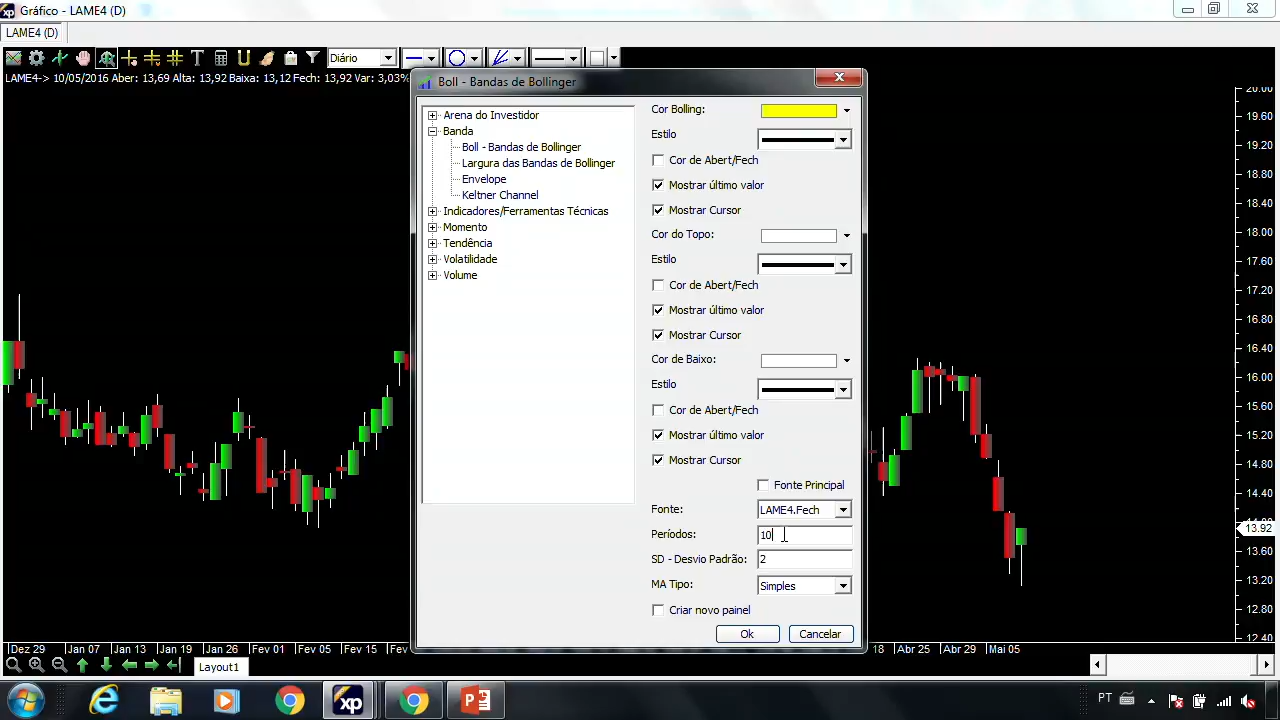 xp Gráfico - LAME4 (D)
LAME4 (D)
T U Diário
LAME4-> 10/05/2016 Aber: 13,69 Alta: 13,92 Baixa: 13,12 Fech: 13,92 Var: 3,03%
Boll - Bandas de Bollinger
Arena do Investidor
Banda
Boll - Bandas de Bollinger
Largura das Bandas de Bollinger
Envelope
Keltner Channel
Indicadores/Ferramentas Técnicas
Momento
Tendência
Volatilidade
Volume
Cor Bolling:
Estilo
Cor de Abert/Fech
Mostrar último valor
Mostrar Cursor
Cor do Topo:
Estilo
Cor de Abert/Fech
Mostrar último valor
Mostrar Cursor
Cor de Baixo:
Estilo
Cor de Abert/Fech
Mostrar último valor
Mostrar Cursor
Fonte Principal
Fonte: LAME4.Fech
Períodos: 10
SD - Desvio Padrão: 2
MA Tipo: Simples
Criar novo painel
Ok Cancelar
20.00
19.60
19.20
18.80
18.40
18.00
17.60
17.20
16.80
16.40
16.00
15.60
15.20
14.80
14.40
13.92
13.60
13.20
12.80
12.40
Dez 29 Jan 07 Jan 13 Jan 19 Jan 26 Fev 01 Fev 05 Fev 15 Fev 18 Abr 25 Abr 29 Mai 05
Layout1
xp PT